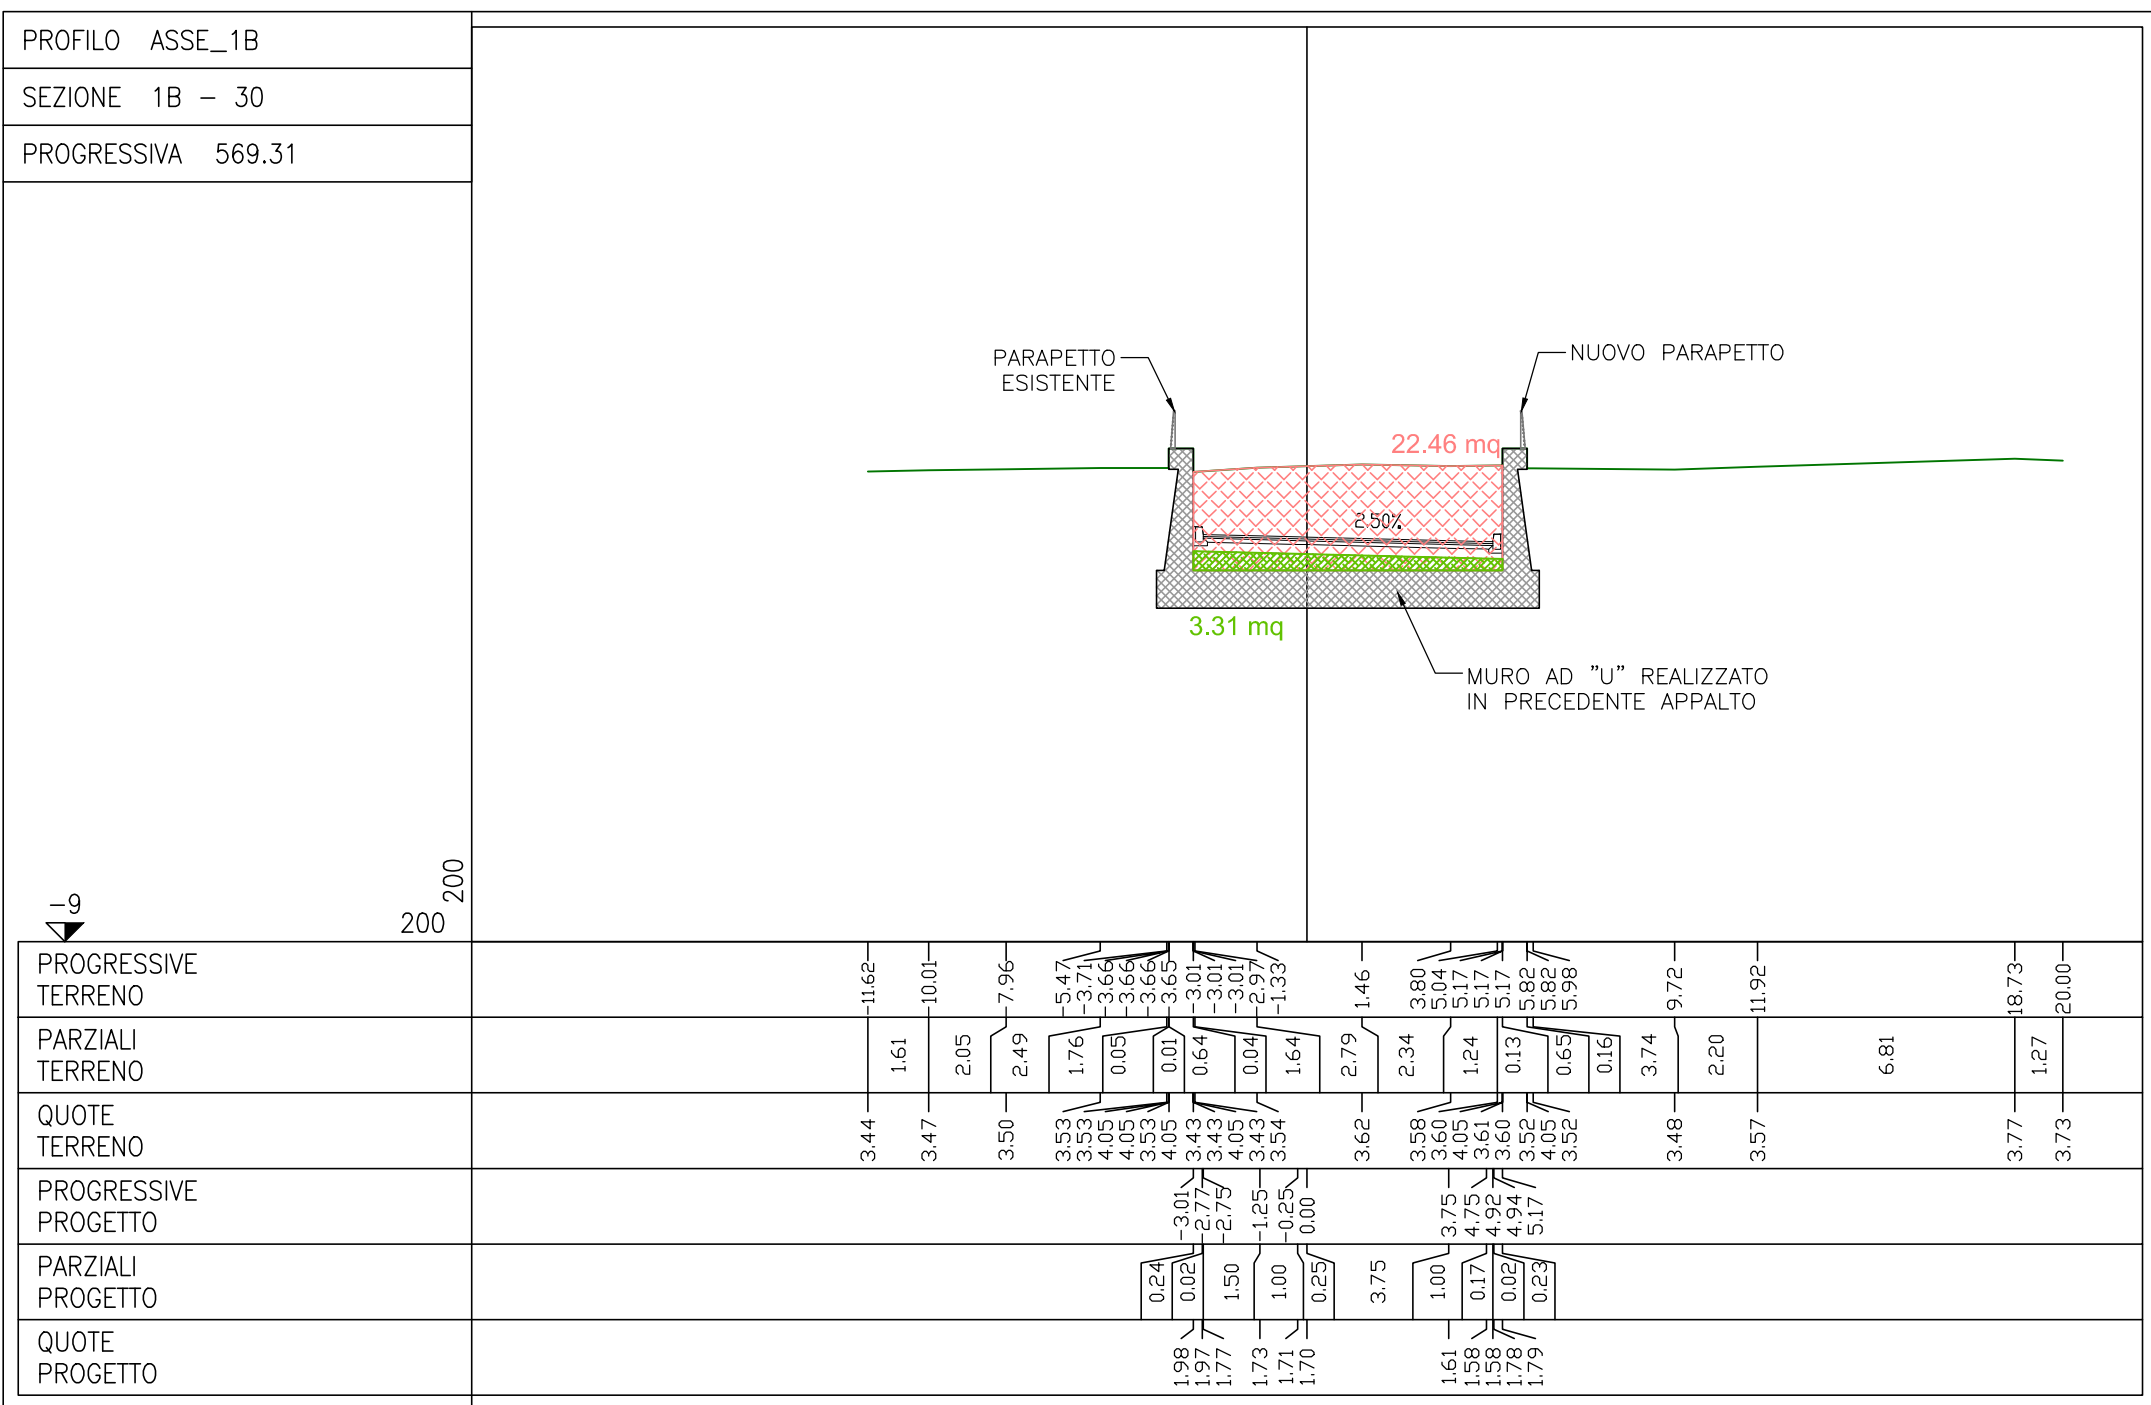 PROFILO ASSE_1B
SEZIONE 1B - 30
PROGRESSIVA 569.31
PARAPETTO
ESISTENTE
NUOVO PARAPETTO
22.46 mq
2.50%
3.31 mq
MURO AD "U" REALIZZATO
IN PRECEDENTE APPALTO
-9
200
200
PROGRESSIVE
TERRENO
-11.62 -10.01 -7.96 -5.47 -3.71 -3.66 -3.66 -3.66 -3.65 -3.01 -3.01 -3.01 -2.97 -1.33 1.46 3.80 5.04 5.17 5.17 5.17 5.82 5.82 5.98 9.72 11.92 18.73 20.00
PARZIALI
TERRENO
1.61 2.05 2.49 1.76 0.05 0.01 0.64 0.04 1.64 2.79 2.34 1.24 0.13 0.65 0.16 3.74 2.20 6.81 1.27
QUOTE
TERRENO
3.44 3.47 3.50 3.53 3.53 4.05 4.05 3.53 4.05 3.43 3.43 4.05 3.43 3.54 3.62 3.58 3.60 4.05 3.61 3.60 3.52 4.05 3.52 3.48 3.57 3.77 3.73
PROGRESSIVE
PROGETTO
-3.01 -2.77 -2.75 -1.25 -0.25 0.00 3.75 4.75 4.92 4.94 5.17
PARZIALI
PROGETTO
0.24 0.02 1.50 1.00 0.25 3.75 1.00 0.17 0.02 0.23
QUOTE
PROGETTO
1.98 1.97 1.77 1.73 1.71 1.70 1.61 1.58 1.58 1.78 1.79